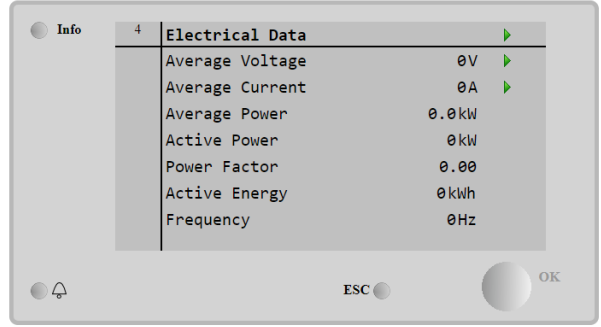 Info
4 Electrical Data
Average Voltage 0V
Average Current 0A
Average Power 0.0kW
Active Power 0kW
Power Factor 0.00
Active Energy 0kWh
Frequency 0Hz
ESC OK